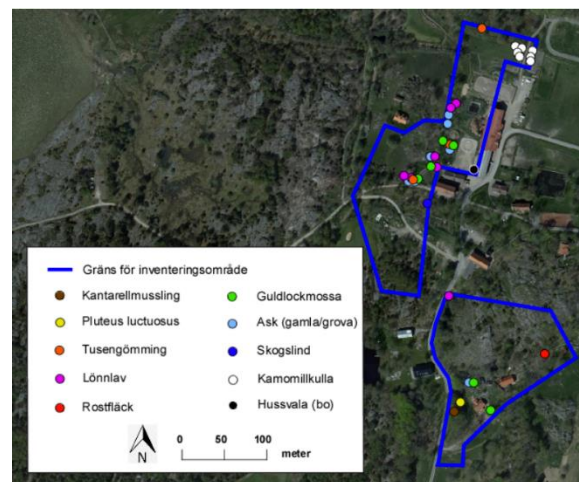 Gräns för inventeringsområde
Kantarellmussling
Pluteus luctuosus
Tusengömming
Lönnlav
Rostfläck
Guldlockmossa
Ask (gamla/grova)
Skogslind
Kamomillkulla
Hussvala (bo)
N
0 50 100
meter